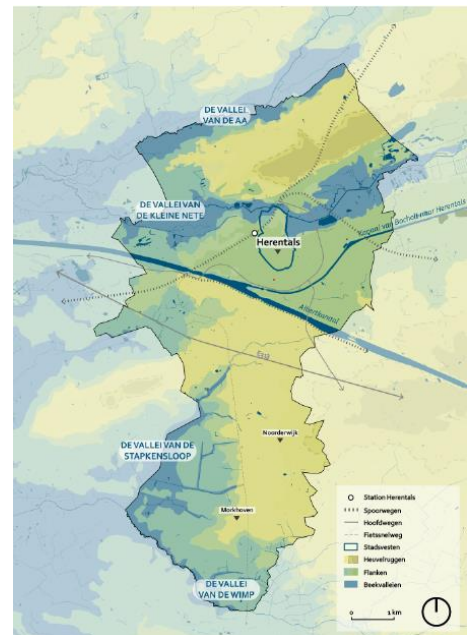 DE VALLEI
VAN DE AA
DE VALLEI VAN
DE KLEINE NETE
Herentals
Kanaal van Bocholt naar Herentals
Albertkanaal
E313
DE VALLEI VAN DE
STAPKENSLOOP
Noorderwijk
Morkhoven
DE VALLEI
VAN DE WIMP
Station Herentals
Spoorwegen
Hoofdwegen
Fietssnelweg
Stadsvesten
Heuvelruggen
Flanken
Beekvalleien
0 1 km